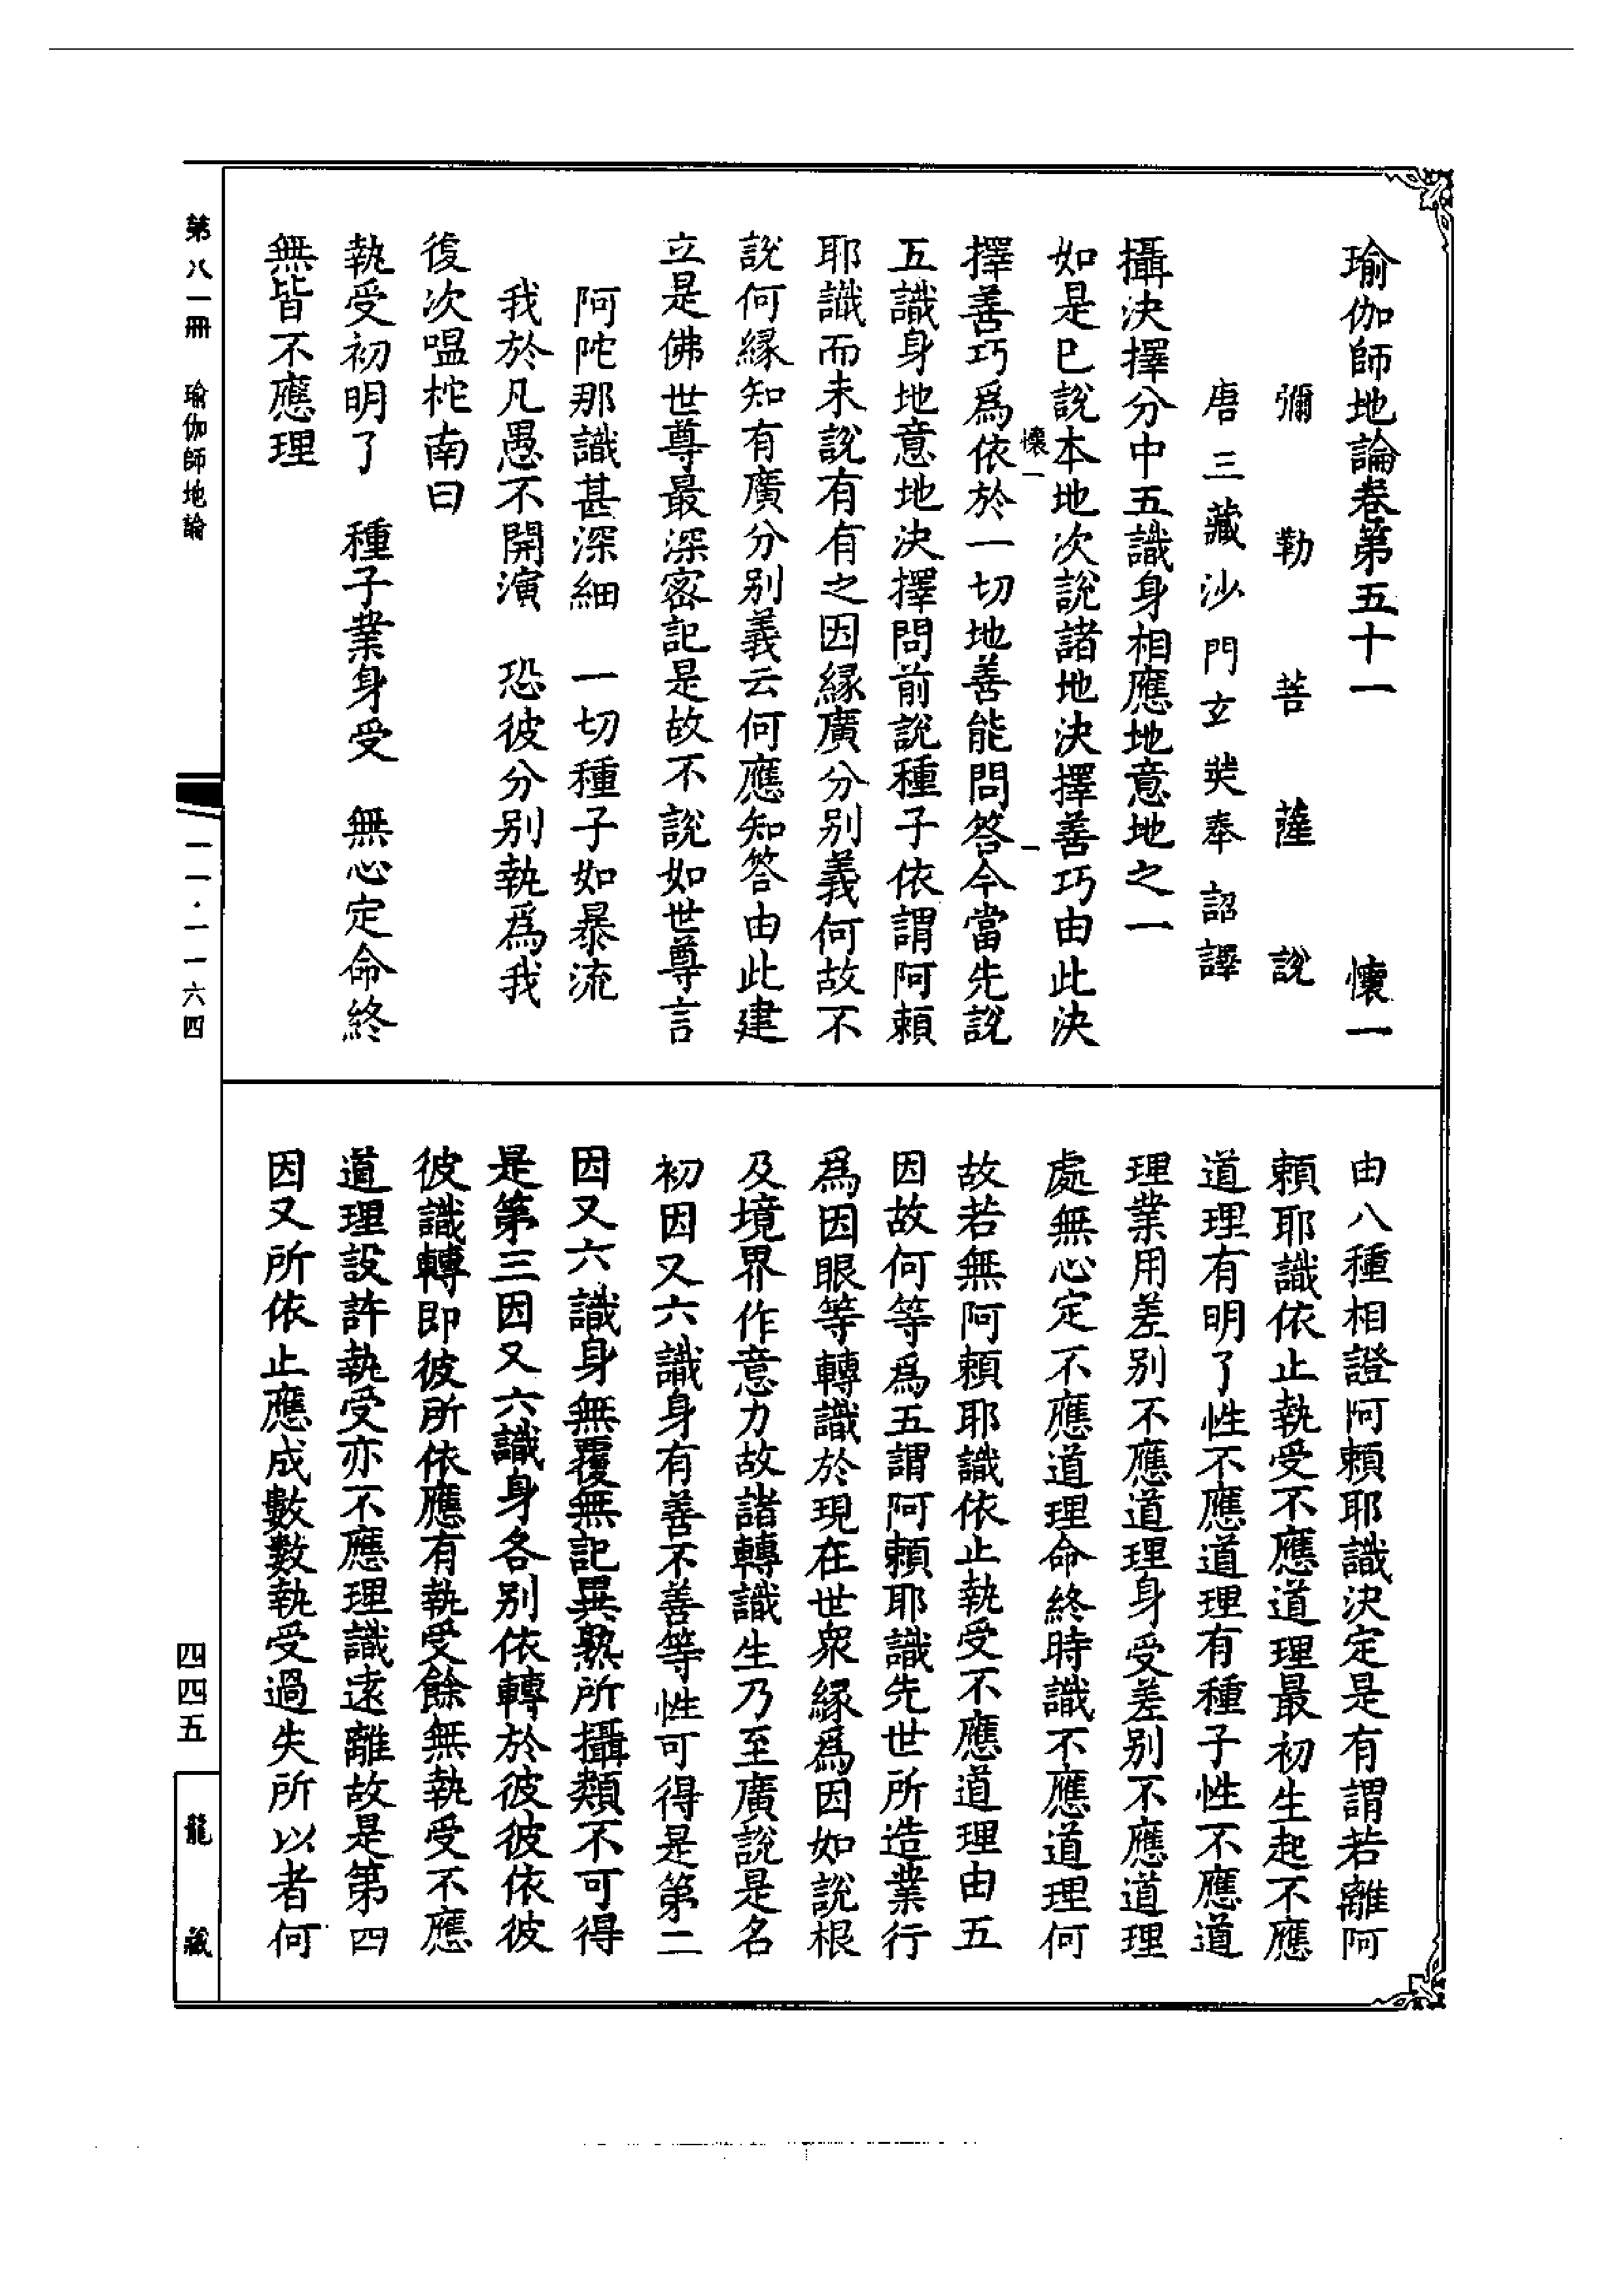 瑜伽師地論卷第五十一　懷一
彌勒菩薩說
唐三藏沙門玄奘奉詔譯
攝決擇分中五識身相應地意地之一
如是已說本地次說諸地決擇善巧由此決
懷一
一
擇善巧爲依於一切地善能問答今當先說
五識身地意地決擇問前說種子依謂阿賴
耶識而未說有有之因緣廣分別義何故不
說何緣知有廣分別義云何應知答由此建
立是佛世尊最深密記是故不說如世尊言
阿陀那識甚深細　一切種子如暴流
我於凡愚不開演　恐彼分別執爲我
復次嗢柁南曰
執受初明了　種子業身受　無心定命終
無皆不應理
由八種相證阿賴耶識決定是有謂若離阿
賴耶識依止執受不應道理最初生起不應
道理有明了性不應道理有種子性不應道
理業用差別不應道理身受差別不應道理
處無心定不應道理命終時識不應道理何
故若無阿賴耶識依止執受不應道理由五
因故何等爲五謂阿賴耶識先世所造業行
爲因眼等轉識於現在世衆緣爲因如說根
及境界作意力故諸轉識生乃至廣說是名
初因又六識身有善不善等性可得是第二
因又六識身無覆無記異熟所攝類不可得
是第三因又六識身各別依轉於彼彼依彼
彼識轉即彼所依應有執受餘無執受不應
道理設許執受亦不應理識遠離故是第四
因又所依止應成數數執受過失所以者何
第八一冊　瑜伽師地論
一一·一一六四
四四五
龍藏